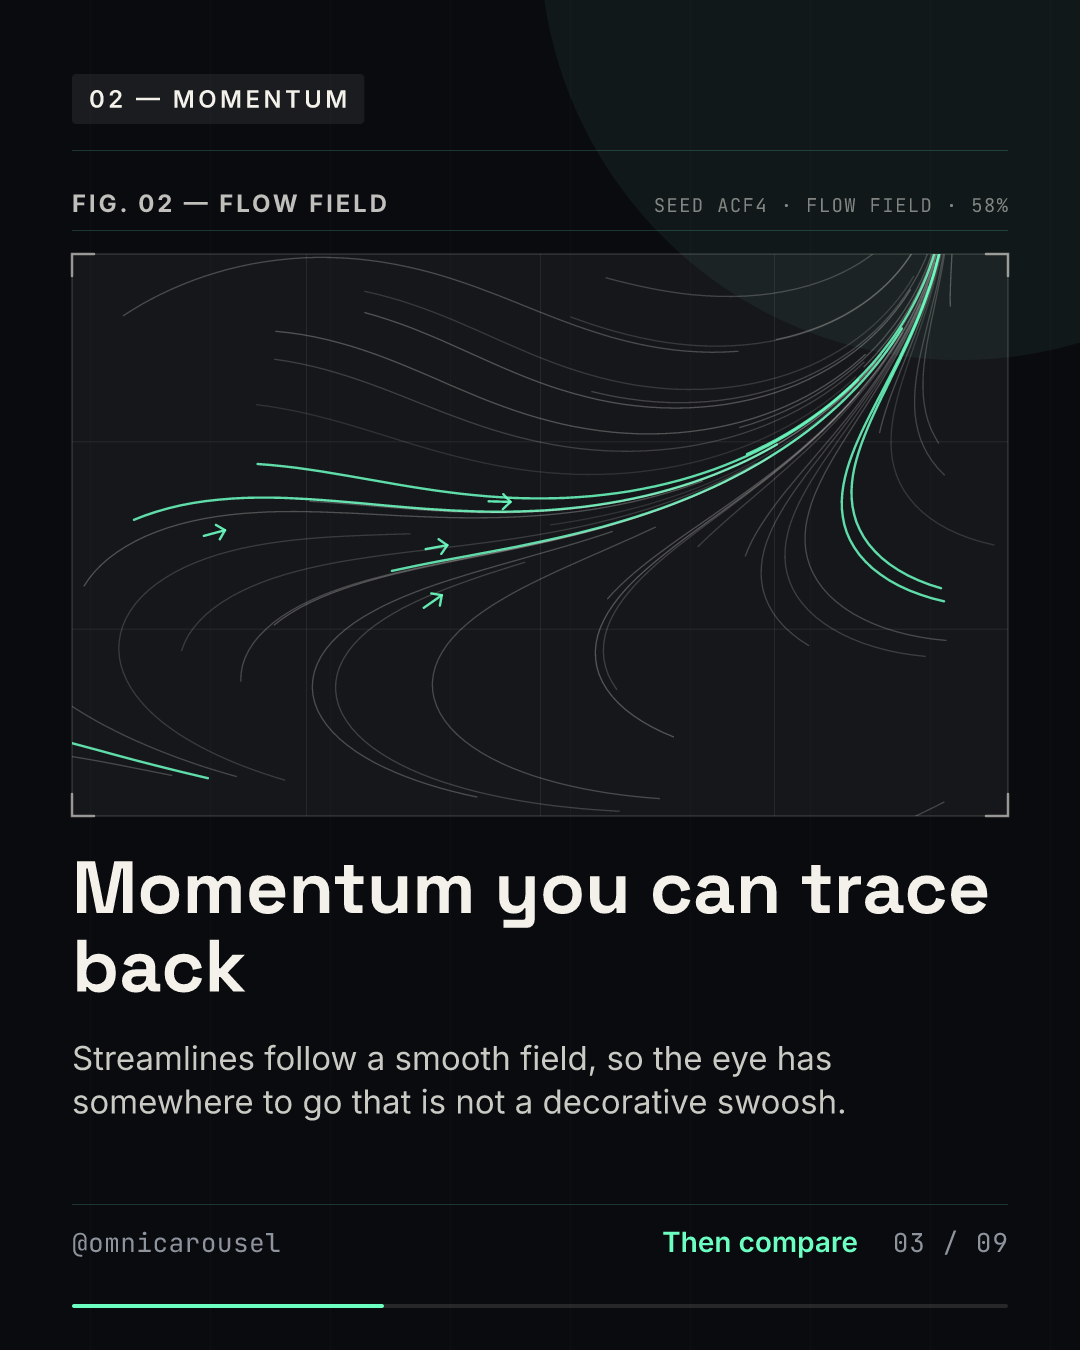 02 — MOMENTUM
FIG. 02 — FLOW FIELD
SEED ACF4 · FLOW FIELD · 58%
Momentum you can trace
back
Streamlines follow a smooth field, so the eye has
somewhere to go that is not a decorative swoosh.
@omnicarousel
Then compare
03 / 09